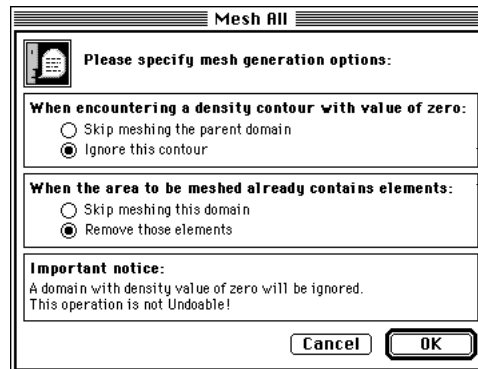 Mesh All
Please specify mesh generation options:
When encountering a density contour with value of zero:
Skip meshing the parent domain
Ignore this contour
When the area to be meshed already contains elements:
Skip meshing this domain
Remove those elements
Important notice:
A domain with density value of zero will be ignored.
This operation is not Undoable!
Cancel
OK